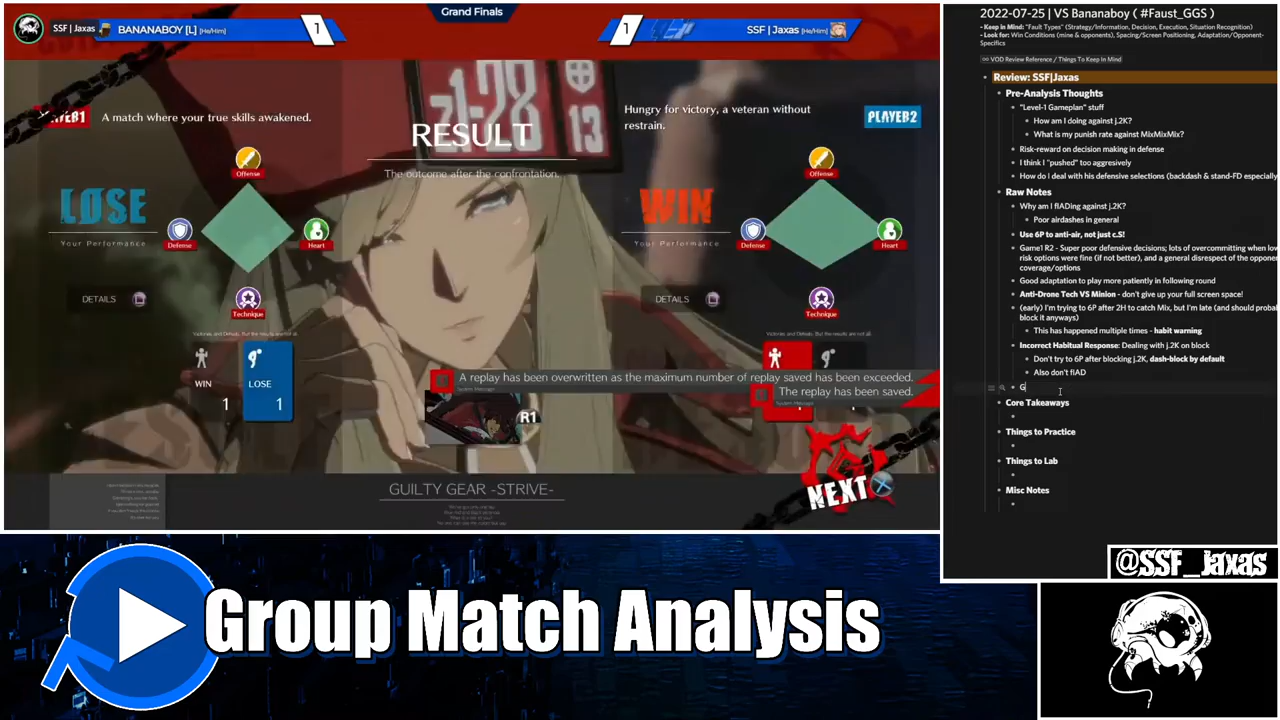 Grand Finals
SSF | Jaxas BANANABOY [L] [He/Him] 1
1 SSF | Jaxas [He/Him]
PLAYER1
A match where your true skills awakened.
Hungry for victory, a veteran without
restrain.
PLAYER2
RESULT
The outcome after the confrontation.
LOSE
Your Performance
WIN
Your Performance
Offense
Defense
Heart
Technique
Offense
Defense
Heart
Technique
DETAILS
DETAILS
WIN
1
LOSE
1
A replay has been overwritten as the maximum number of replay saved has been exceeded.
System Message
The replay has been saved.
System Message
R1
NEXT
GUILTY GEAR -STRIVE-
2022-07-25 | VS Bananaboy ( #Faust_GGS )
- Keep in Mind: "Fault Types" (Strategy/Information, Decision, Execution, Situation Recognition)
- Look for: Win Conditions (mine & opponents), Spacing/Screen Positioning, Adaptation/Opponent-
Specifics
VOD Review Reference / Things To Keep In Mind
Review: SSF|Jaxas
Pre-Analysis Thoughts
"Level-1 Gameplan" stuff
How am I doing against j.2K?
What is my punish rate against MixMixMix?
Risk-reward on decision making in defense
I think I "pushed" too aggresively
How do I deal with his defensive selections (backdash & stand-FD especially
Raw Notes
Why am I fIADing against j.2K?
Poor airdashes in general
Use 6P to anti-air, not just c.S!
Game1 R2 - Super poor defensive decisions; lots of overcommitting when low
risk options were fine (if not better), and a general disrespect of the opponen
coverage/options
Good adaptation to play more patiently in following round
Anti-Drone Tech VS Minion - don't give up your full screen space!
(early) I'm trying to 6P after 2H to catch Mix, but I'm late (and should probal
block it anyways)
This has happened multiple times - habit warning
Incorrect Habitual Response: Dealing with j.2K on block
Don't try to 6P after blocking j.2K, dash-block by default
Also don't fIAD
G
Core Takeaways
Things to Practice
Things to Lab
Misc Notes
@SSF_Jaxas
Group Match Analysis